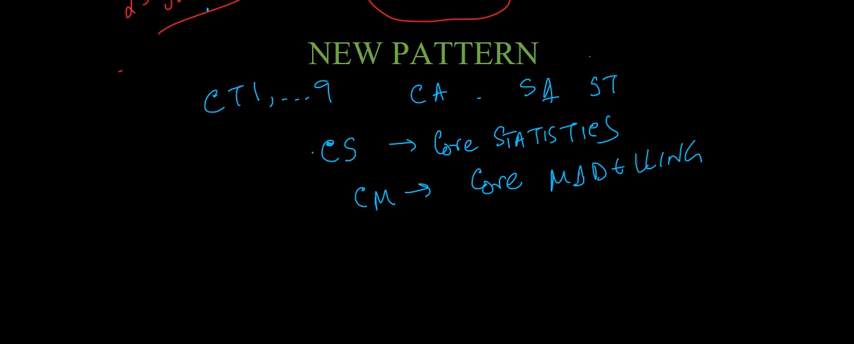 NEW PATTERN
CT1,...9 CA. SA ST
CS → Core STATISTICS
CM → Core MODELLING